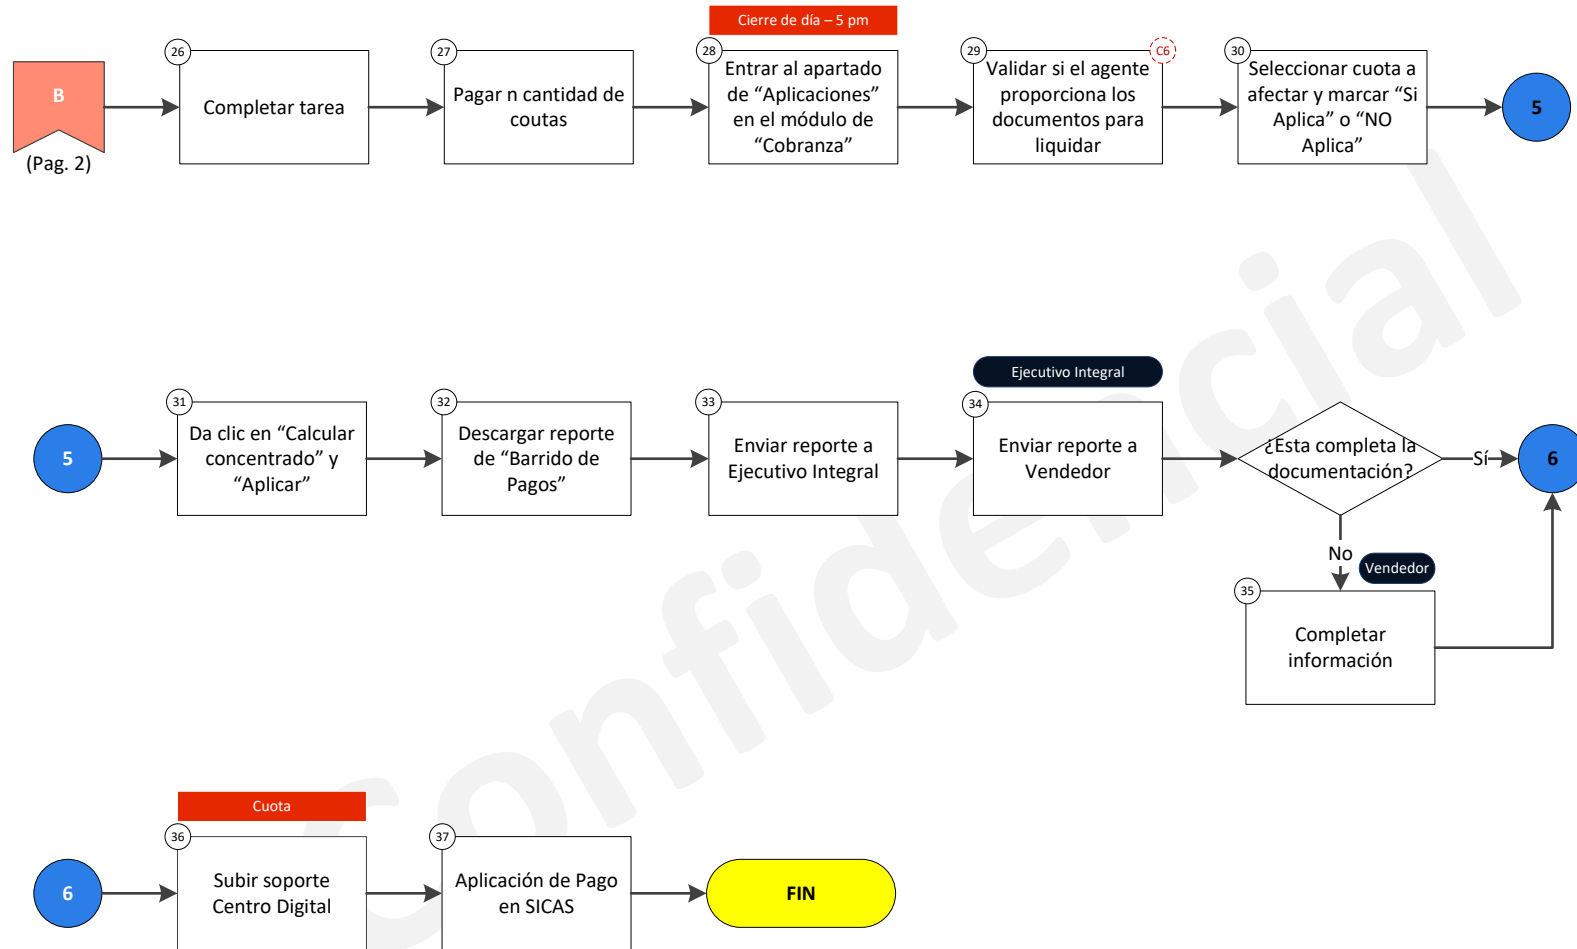 Cierre de día – 5 pm
B
(Pag. 2)
26
Completar tarea
27
Pagar n cantidad de
coutas
28
Entrar al apartado
de “Aplicaciones”
en el módulo de
“Cobranza”
29
C6
Validar si el agente
proporciona los
documentos para
liquidar
30
Seleccionar cuota a
afectar y marcar “Si
Aplica” o “NO
Aplica”
5
5
31
Da clic en “Calcular
concentrado” y
“Aplicar”
32
Descargar reporte
de “Barrido de
Pagos”
33
Enviar reporte a
Ejecutivo Integral
Ejecutivo Integral
34
Enviar reporte a
Vendedor
¿Esta completa la
documentación?
Sí
6
No
Vendedor
35
Completar
información
6
Cuota
36
Subir soporte
Centro Digital
37
Aplicación de Pago
en SICAS
FIN
Confidencial